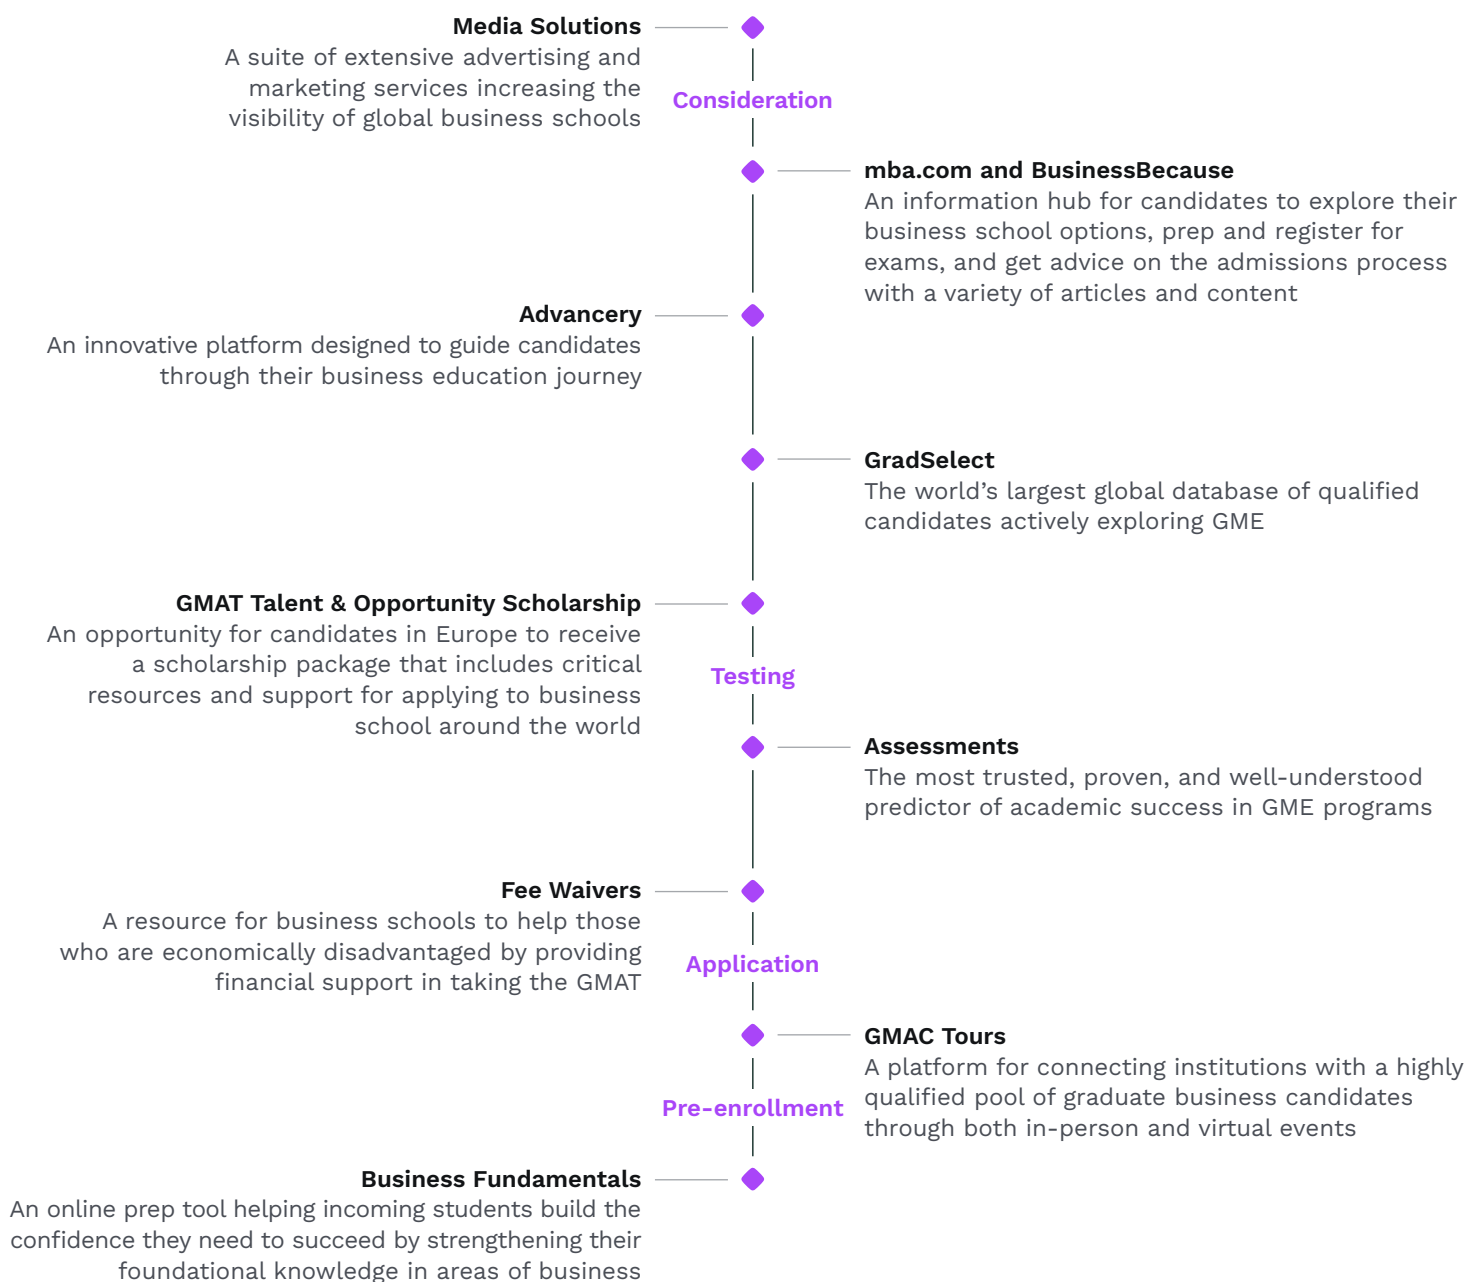 Media Solutions
A suite of extensive advertising and
marketing services increasing the
visibility of global business schools
Consideration
mba.com and BusinessBecause
An information hub for candidates to explore their
business school options, prep and register for
exams, and get advice on the admissions process
with a variety of articles and content
Advancery
An innovative platform designed to guide candidates
through their business education journey
GradSelect
The world’s largest global database of qualified
candidates actively exploring GME
GMAT Talent & Opportunity Scholarship
An opportunity for candidates in Europe to receive
a scholarship package that includes critical
resources and support for applying to business
school around the world
Testing
Assessments
The most trusted, proven, and well-understood
predictor of academic success in GME programs
Fee Waivers
A resource for business schools to help those
who are economically disadvantaged by providing
financial support in taking the GMAT
Application
GMAC Tours
A platform for connecting institutions with a highly
qualified pool of graduate business candidates
through both in-person and virtual events
Pre-enrollment
Business Fundamentals
An online prep tool helping incoming students build the
confidence they need to succeed by strengthening their
foundational knowledge in areas of business